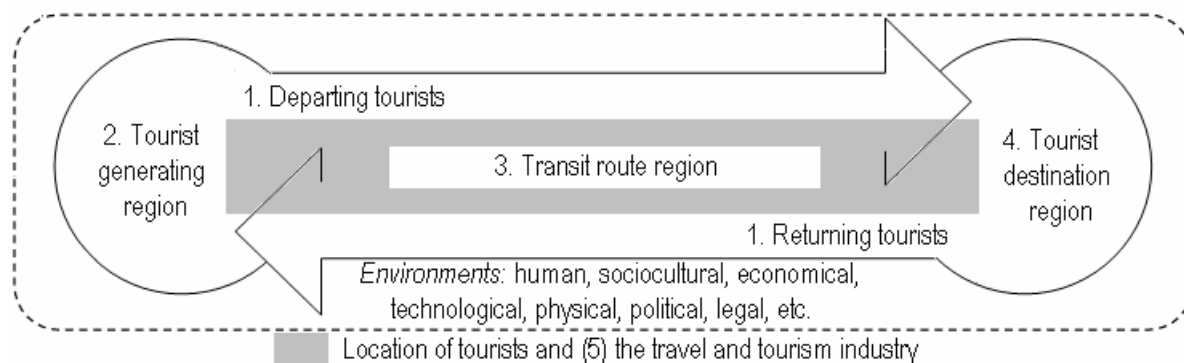 1. Departing tourists
2. Tourist
generating
region
3. Transit route region
4. Tourist
destination
region
1. Returning tourists
Environments: human, sociocultural, economical,
technological, physical, political, legal, etc.
Location of tourists and (5) the travel and tourism industry